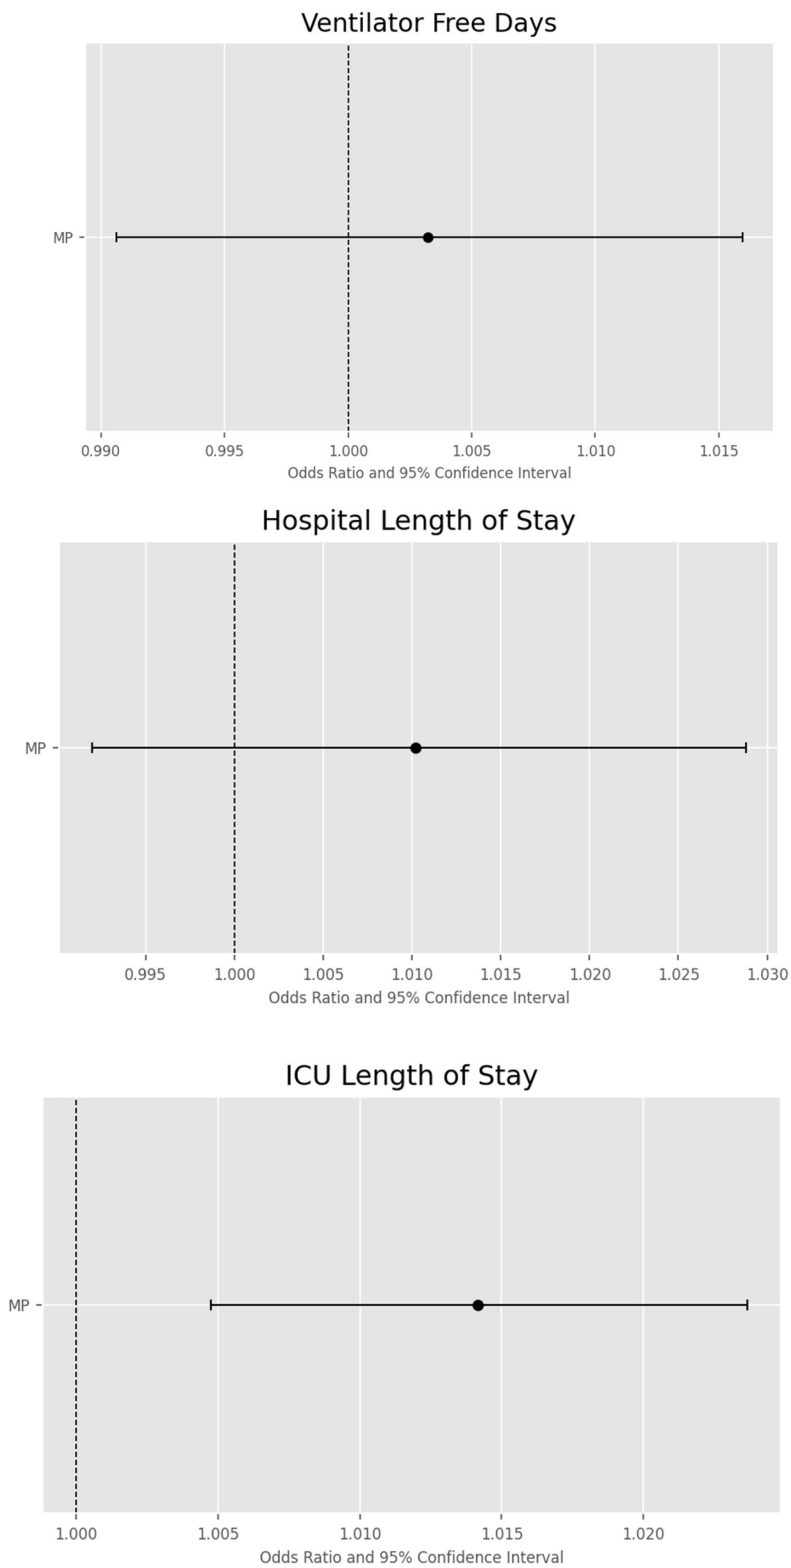 Ventilator Free Days
MP
0.990 0.995 1.000 1.005 1.010 1.015
Odds Ratio and 95% Confidence Interval
Hospital Length of Stay
MP
0.995 1.000 1.005 1.010 1.015 1.020 1.025 1.030
Odds Ratio and 95% Confidence Interval
ICU Length of Stay
MP
1.000 1.005 1.010 1.015 1.020
Odds Ratio and 95% Confidence Interval